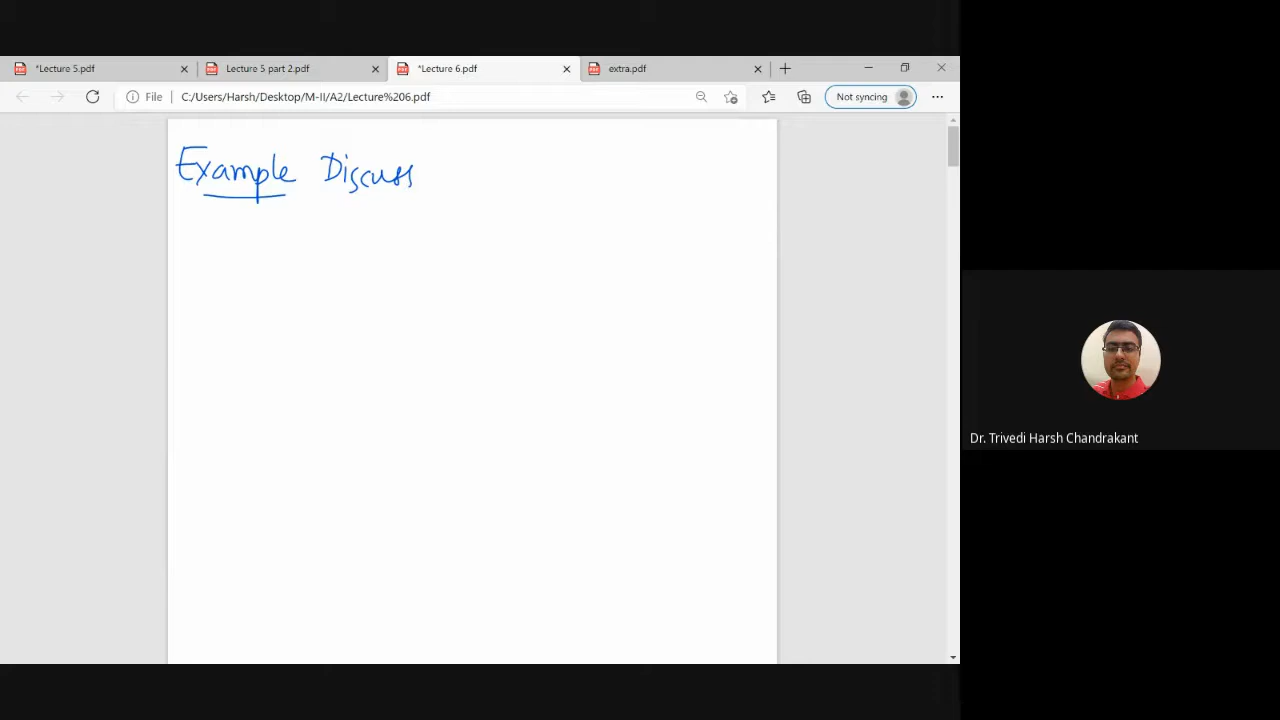 *Lecture 5.pdf
Lecture 5 part 2.pdf
*Lecture 6.pdf
extra.pdf
File | C:/Users/Harsh/Desktop/M-II/A2/Lecture%206.pdf
Not syncing
Example Discuss
Dr. Trivedi Harsh Chandrakant